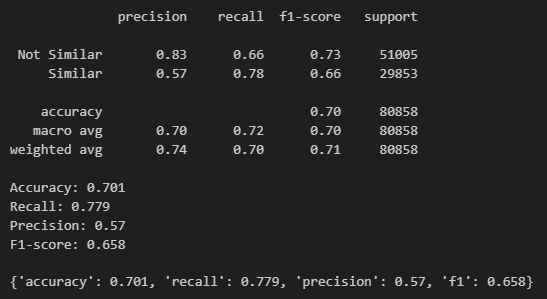 precision recall f1-score support
Not Similar 0.83 0.66 0.73 51005
Similar 0.57 0.78 0.66 29853
accuracy 0.70 80858
macro avg 0.70 0.72 0.70 80858
weighted avg 0.74 0.70 0.71 80858
Accuracy: 0.701
Recall: 0.779
Precision: 0.57
F1-score: 0.658
{'accuracy': 0.701, 'recall': 0.779, 'precision': 0.57, 'f1': 0.658}